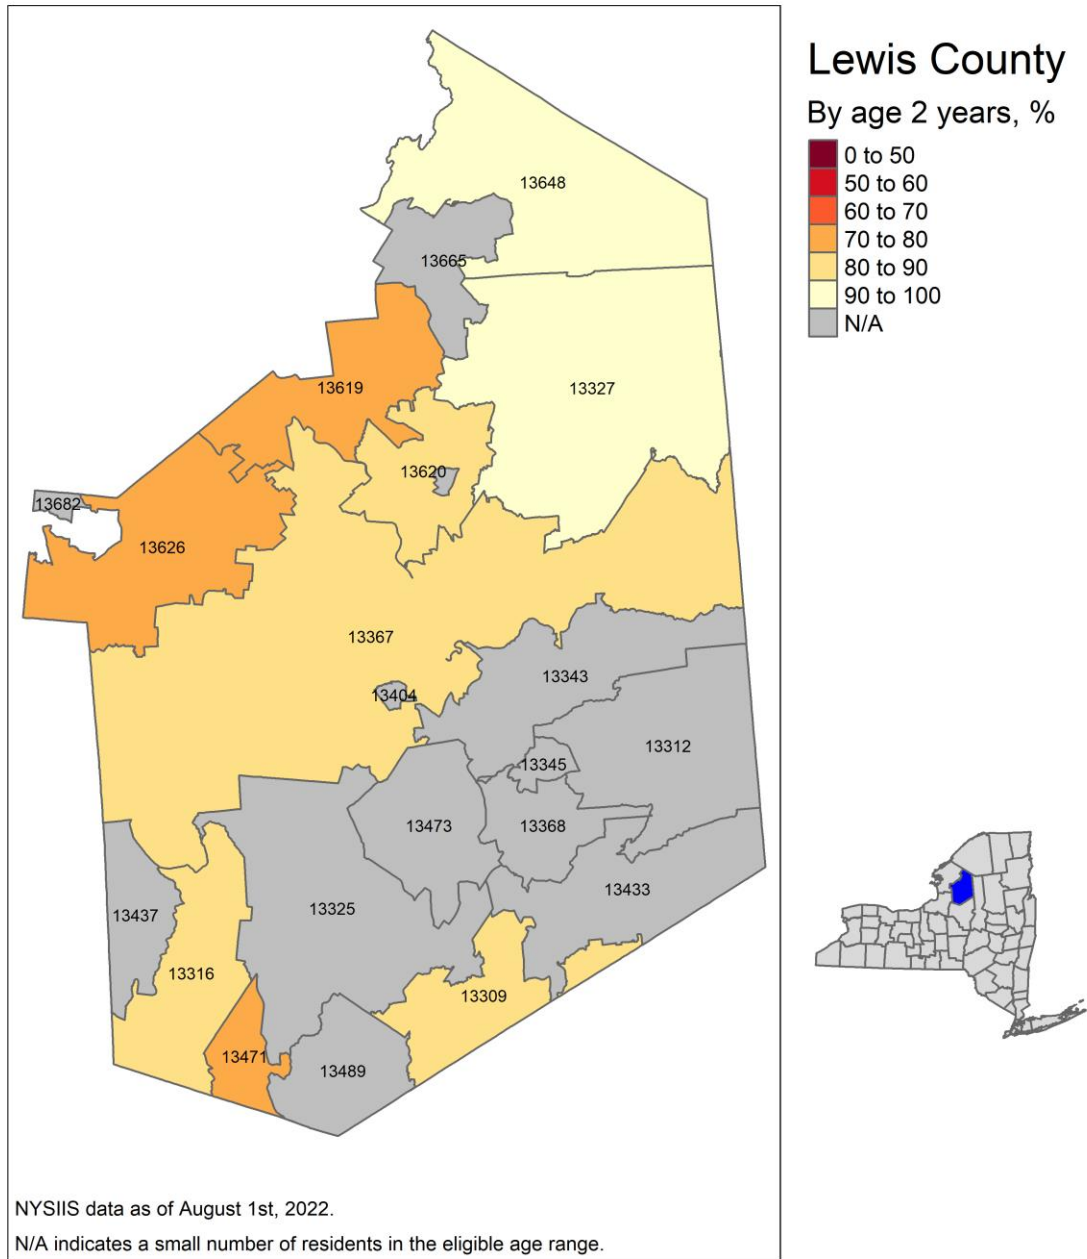 Lewis County
By age 2 years, %
0 to 50
50 to 60
60 to 70
70 to 80
80 to 90
90 to 100
N/A
13648
13665
13619
13327
13620
13682
13626
13367
13343
13404
13312
13345
13473
13368
13433
13437
13325
13316
13309
13471
13489
NYSIIS data as of August 1st, 2022.
N/A indicates a small number of residents in the eligible age range.